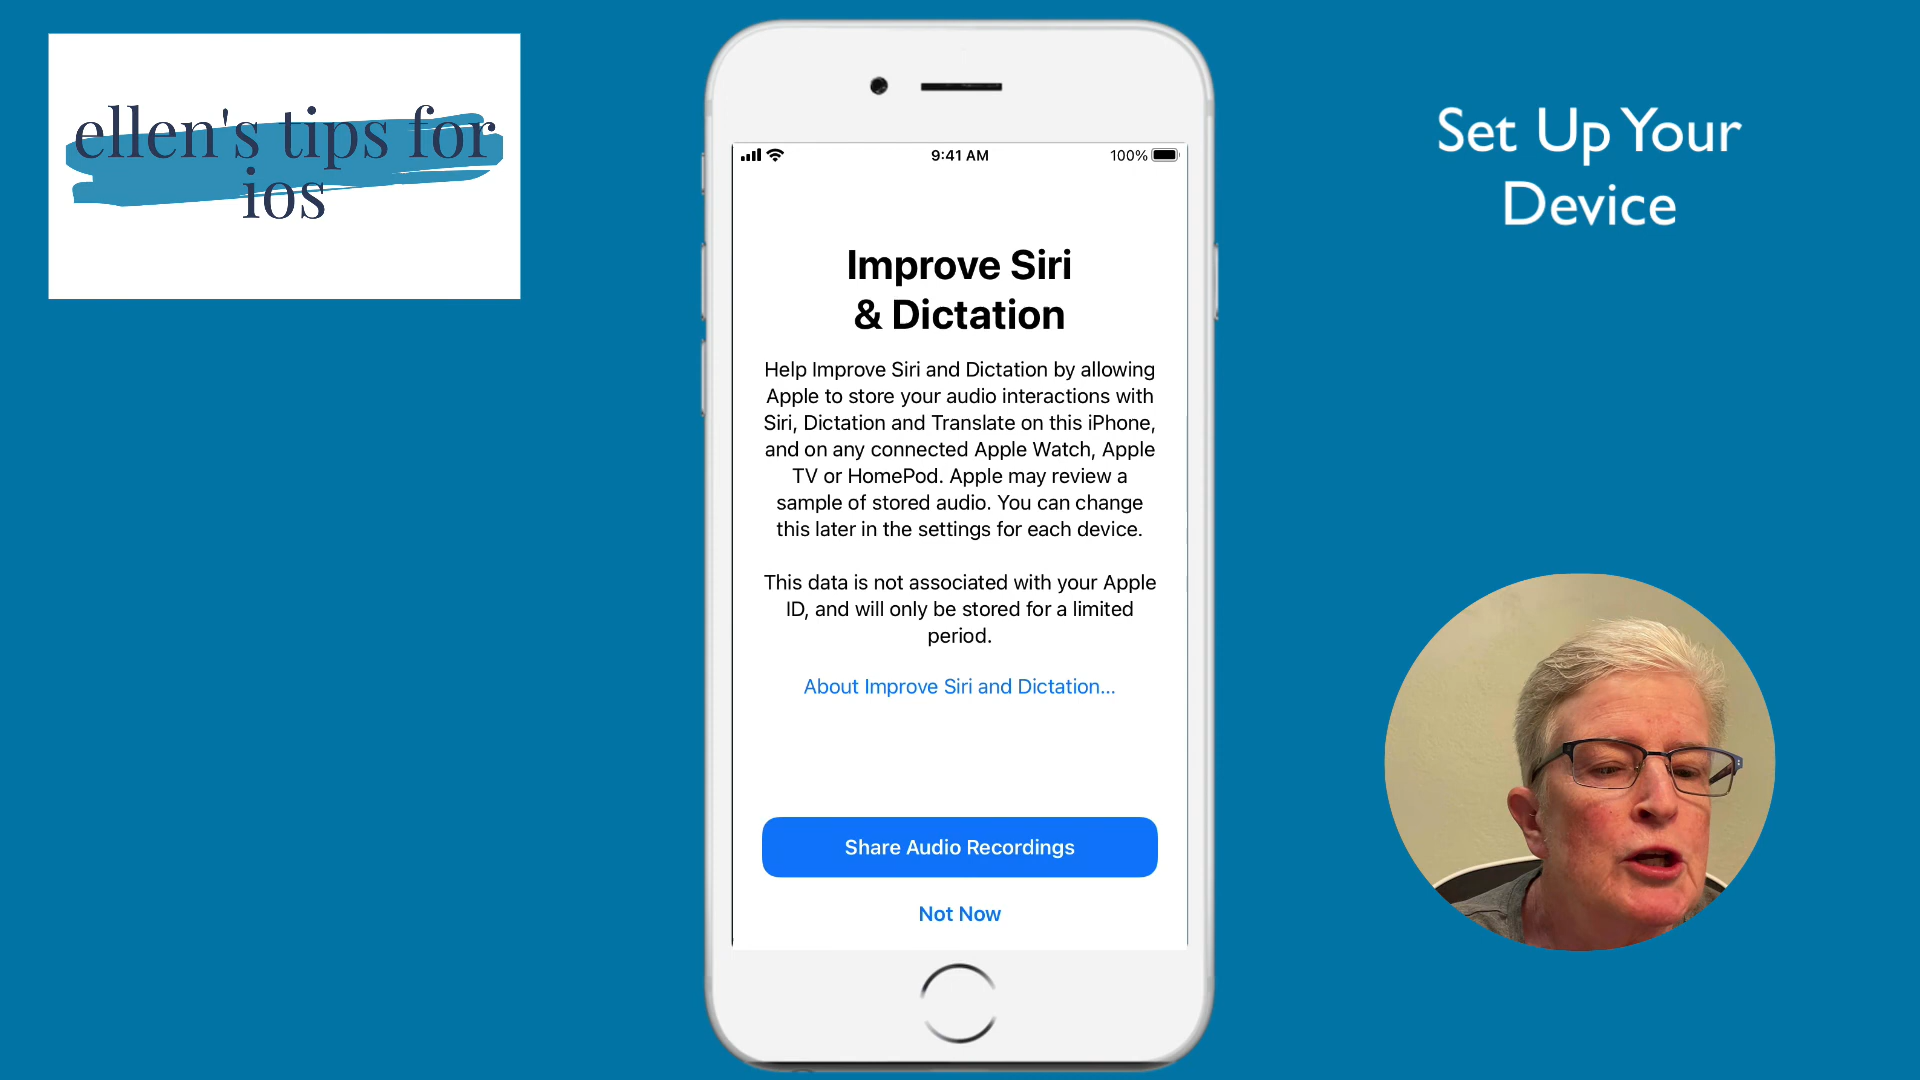 ellen's tips for
ios
9:41 AM
100%
Improve Siri
& Dictation
Help Improve Siri and Dictation by allowing
Apple to store your audio interactions with
Siri, Dictation and Translate on this iPhone,
and on any connected Apple Watch, Apple
TV or HomePod. Apple may review a
sample of stored audio. You can change
this later in the settings for each device.
This data is not associated with your Apple
ID, and will only be stored for a limited
period.
About Improve Siri and Dictation...
Share Audio Recordings
Not Now
Set Up Your
Device